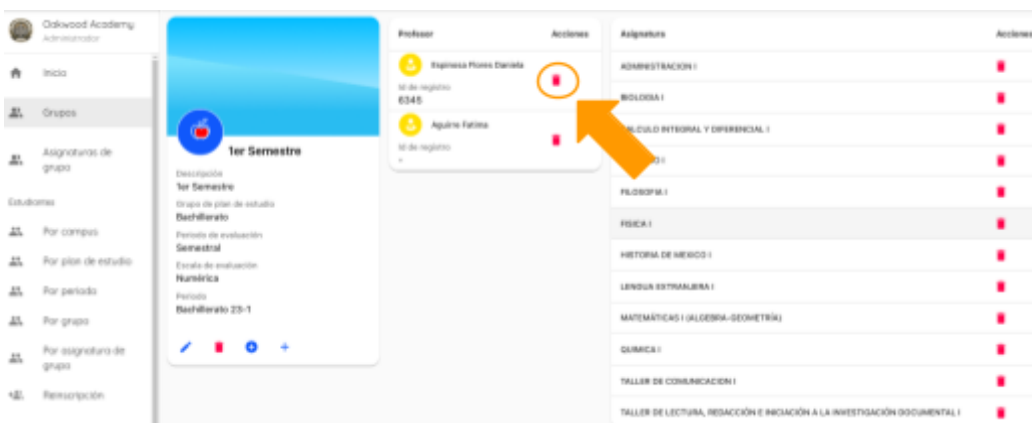 Oakwood Academy
Administrador
Inicio
Grupos
Asignaturas de
grupo
Estudiantes
Por campus
Por plan de estudio
Por periodo
Por grupo
Por asignatura de
grupo
Reinscripción
1er Semestre
Descripción
1er Semestre
Grupo de plan de estudio
Bachillerato
Periodo de evaluación
Semestral
Escala de evaluación
Numérica
Periodo
Bachillerato 23-1
Profesor Acciones
Espinosa Flores Daniela
Id de registro
6345
Aguirre Fatima
Id de registro
-
Asignatura Acciones
ADMINISTRACION I
BIOLOGIA I
CALCULO INTEGRAL Y DIFERENCIAL I
FILOSOFIA I
FISICA I
HISTORIA DE MEXICO I
LENGUA EXTRANJERA I
MATEMÁTICAS I (ALGEBRA-GEOMETRÍA)
QUIMICA I
TALLER DE COMUNICACION I
TALLER DE LECTURA, REDACCIÓN E INICIACIÓN A LA INVESTIGACIÓN DOCUMENTAL I